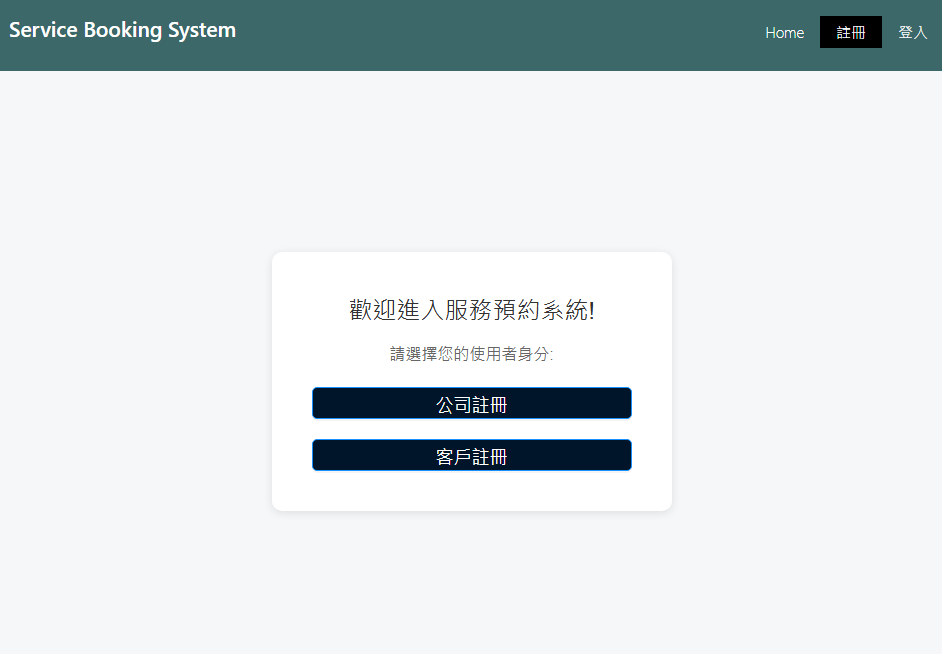 Service Booking System
Home 註冊 登入
歡迎進入服務預約系統!
請選擇您的使用者身分:
公司註冊
客戶註冊